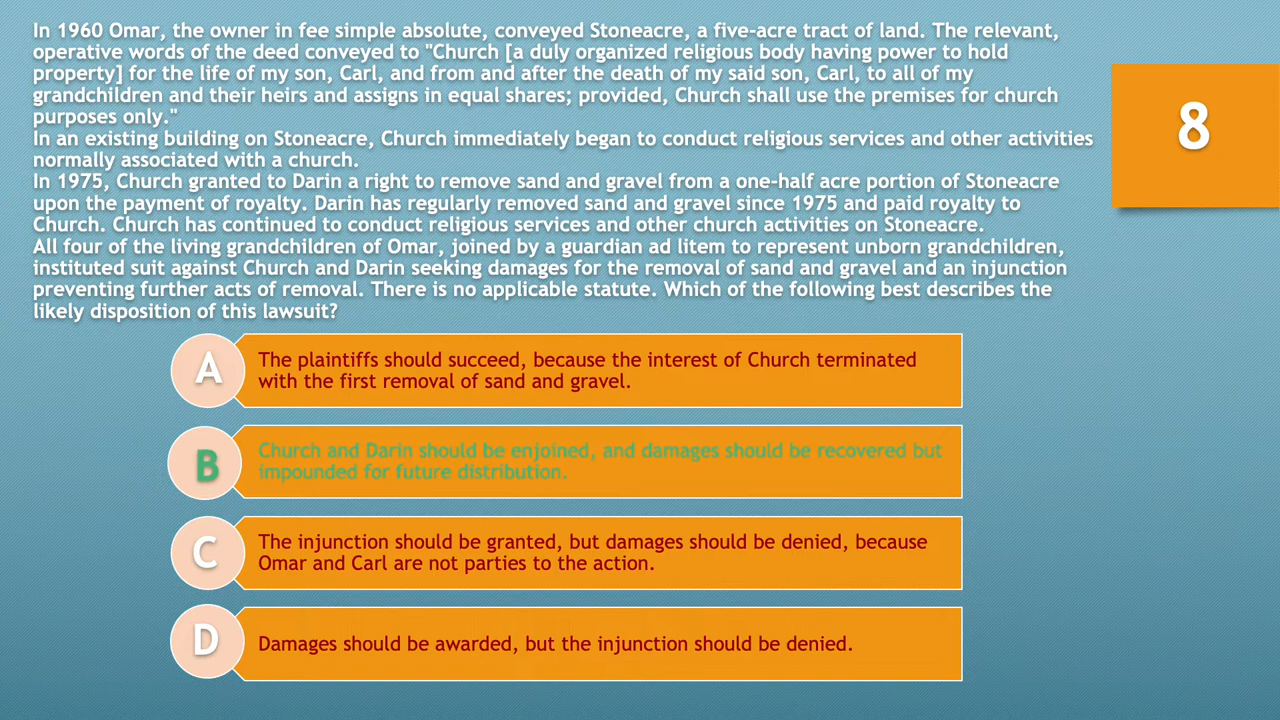 In 1960 Omar, the owner in fee simple absolute, conveyed Stoneacre, a five-acre tract of land. The relevant,
operative words of the deed conveyed to "Church [a duly organized religious body having power to hold
property] for the life of my son, Carl, and from and after the death of my said son, Carl, to all of my
grandchildren and their heirs and assigns in equal shares; provided, Church shall use the premises for church
purposes only."
In an existing building on Stoneacre, Church immediately began to conduct religious services and other activities
normally associated with a church.
In 1975, Church granted to Darin a right to remove sand and gravel from a one-half acre portion of Stoneacre
upon the payment of royalty. Darin has regularly removed sand and gravel since 1975 and paid royalty to
Church. Church has continued to conduct religious services and other church activities on Stoneacre.
All four of the living grandchildren of Omar, joined by a guardian ad litem to represent unborn grandchildren,
instituted suit against Church and Darin seeking damages for the removal of sand and gravel and an injunction
preventing further acts of removal. There is no applicable statute. Which of the following best describes the
likely disposition of this lawsuit?
8
A
The plaintiffs should succeed, because the interest of Church terminated
with the first removal of sand and gravel.
B
Church and Darin should be enjoined, and damages should be recovered but
impounded for future distribution.
C
The injunction should be granted, but damages should be denied, because
Omar and Carl are not parties to the action.
D
Damages should be awarded, but the injunction should be denied.